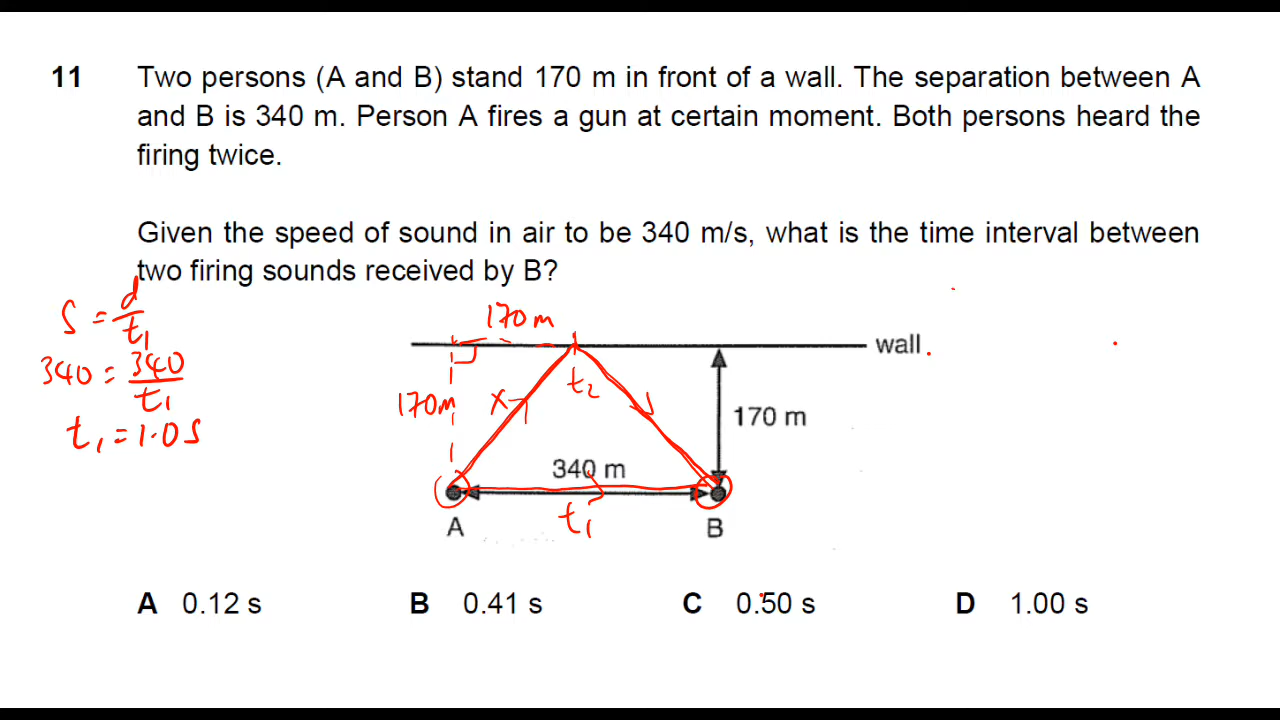 11 Two persons (A and B) stand 170 m in front of a wall. The separation between A
and B is 340 m. Person A fires a gun at certain moment. Both persons heard the
firing twice.
Given the speed of sound in air to be 340 m/s, what is the time interval between
two firing sounds received by B?
S = d/t₁
340 = 340/t₁
t₁ = 1.0 s
170 m
wall
t₂
170 m
x
170 m
340 m
t₁
A
B
A 0.12 s B 0.41 s C 0.50 s D 1.00 s